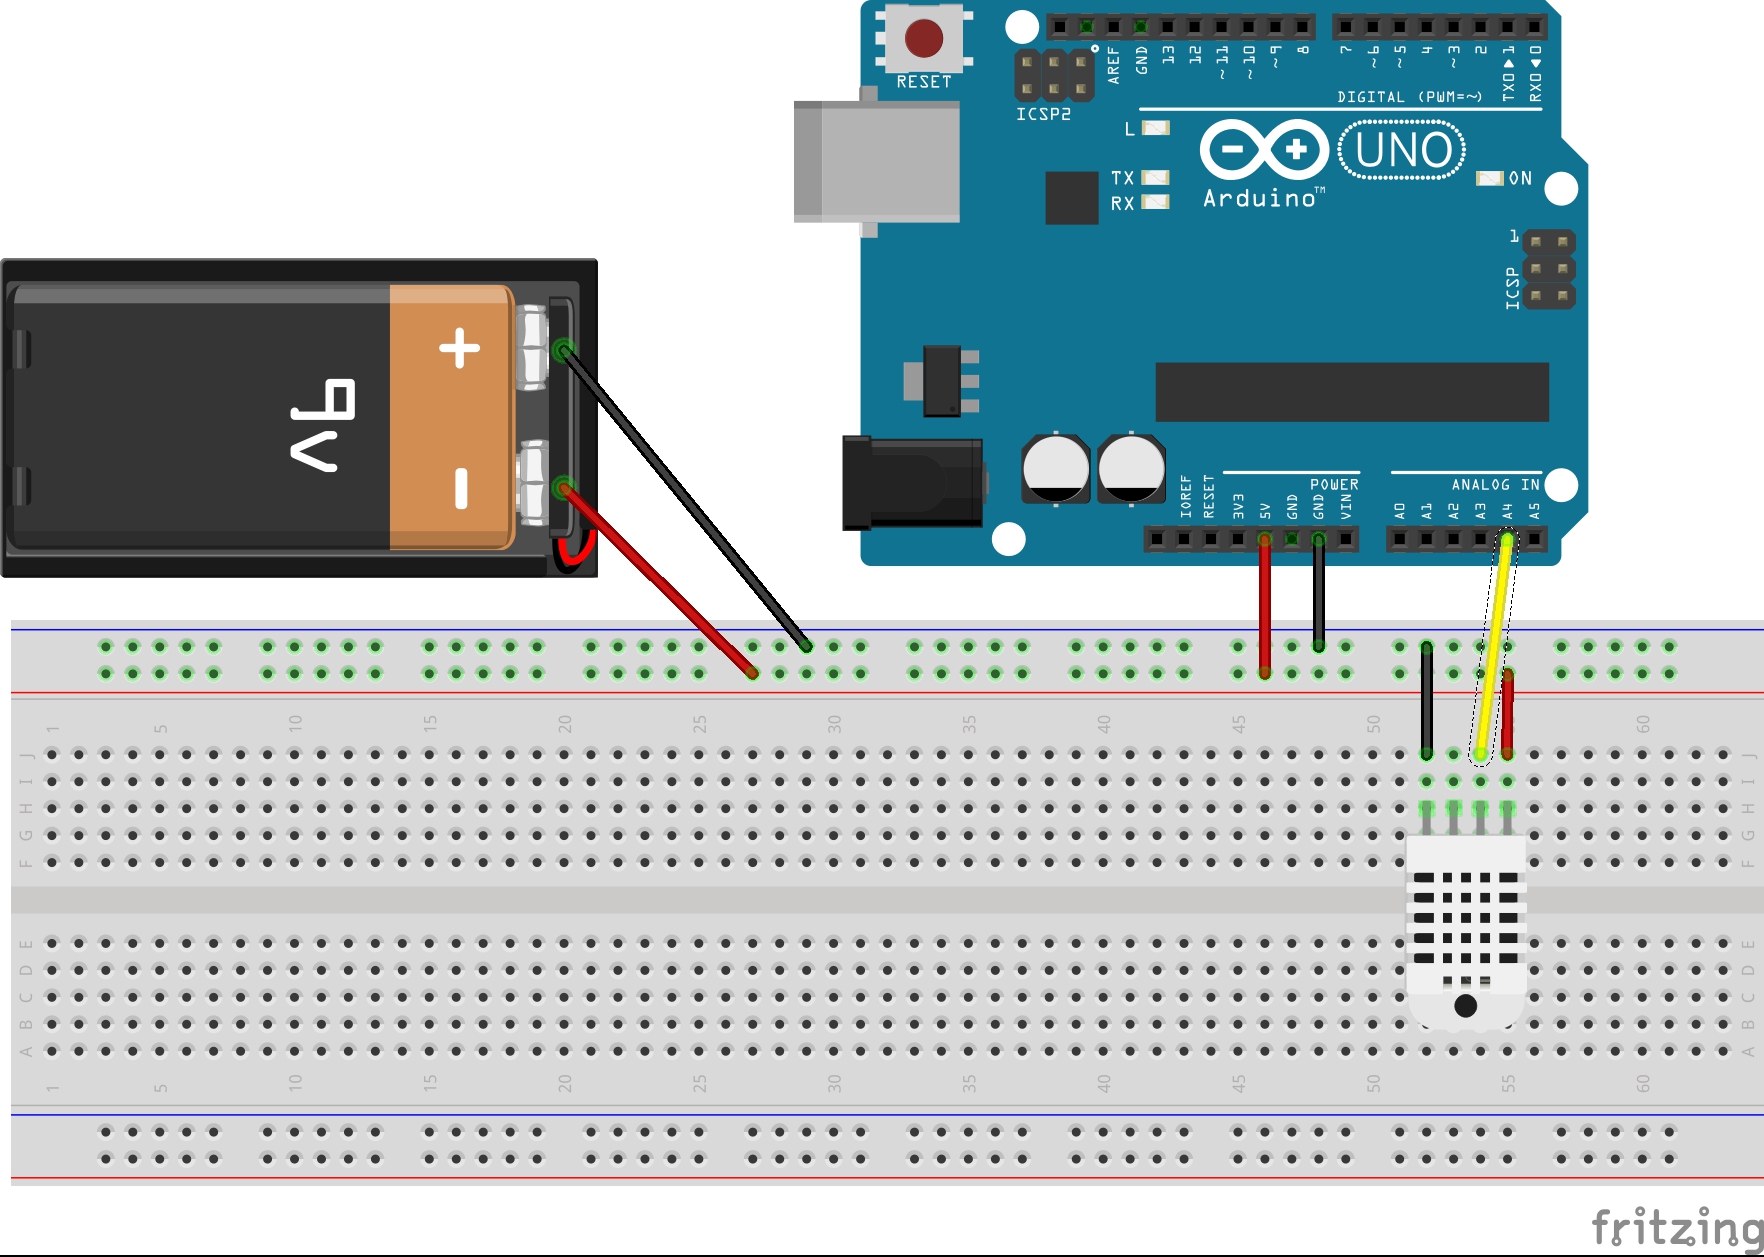 RESET
ICSP2
AREF
GND
13
12
~11
~10
~9
8
7
~6
~5
4
~3
2
TX0▶1
RX0◀0
DIGITAL (PWM=~)
L
TX
RX
Arduino™
UNO
ON
1
ICSP
+
9v
-
POWER
ANALOG IN
IOREF
RESET
3V3
5V
GND
GND
VIN
A0
A1
A2
A3
A4
A5
1 5 10 15 20 25 30 35 40 45 50 60
J J
I I
H H
G G
F F
E E
D D
C C
B B
A A
1 5 10 15 20 25 30 35 40 45 50 55 60
fritzing